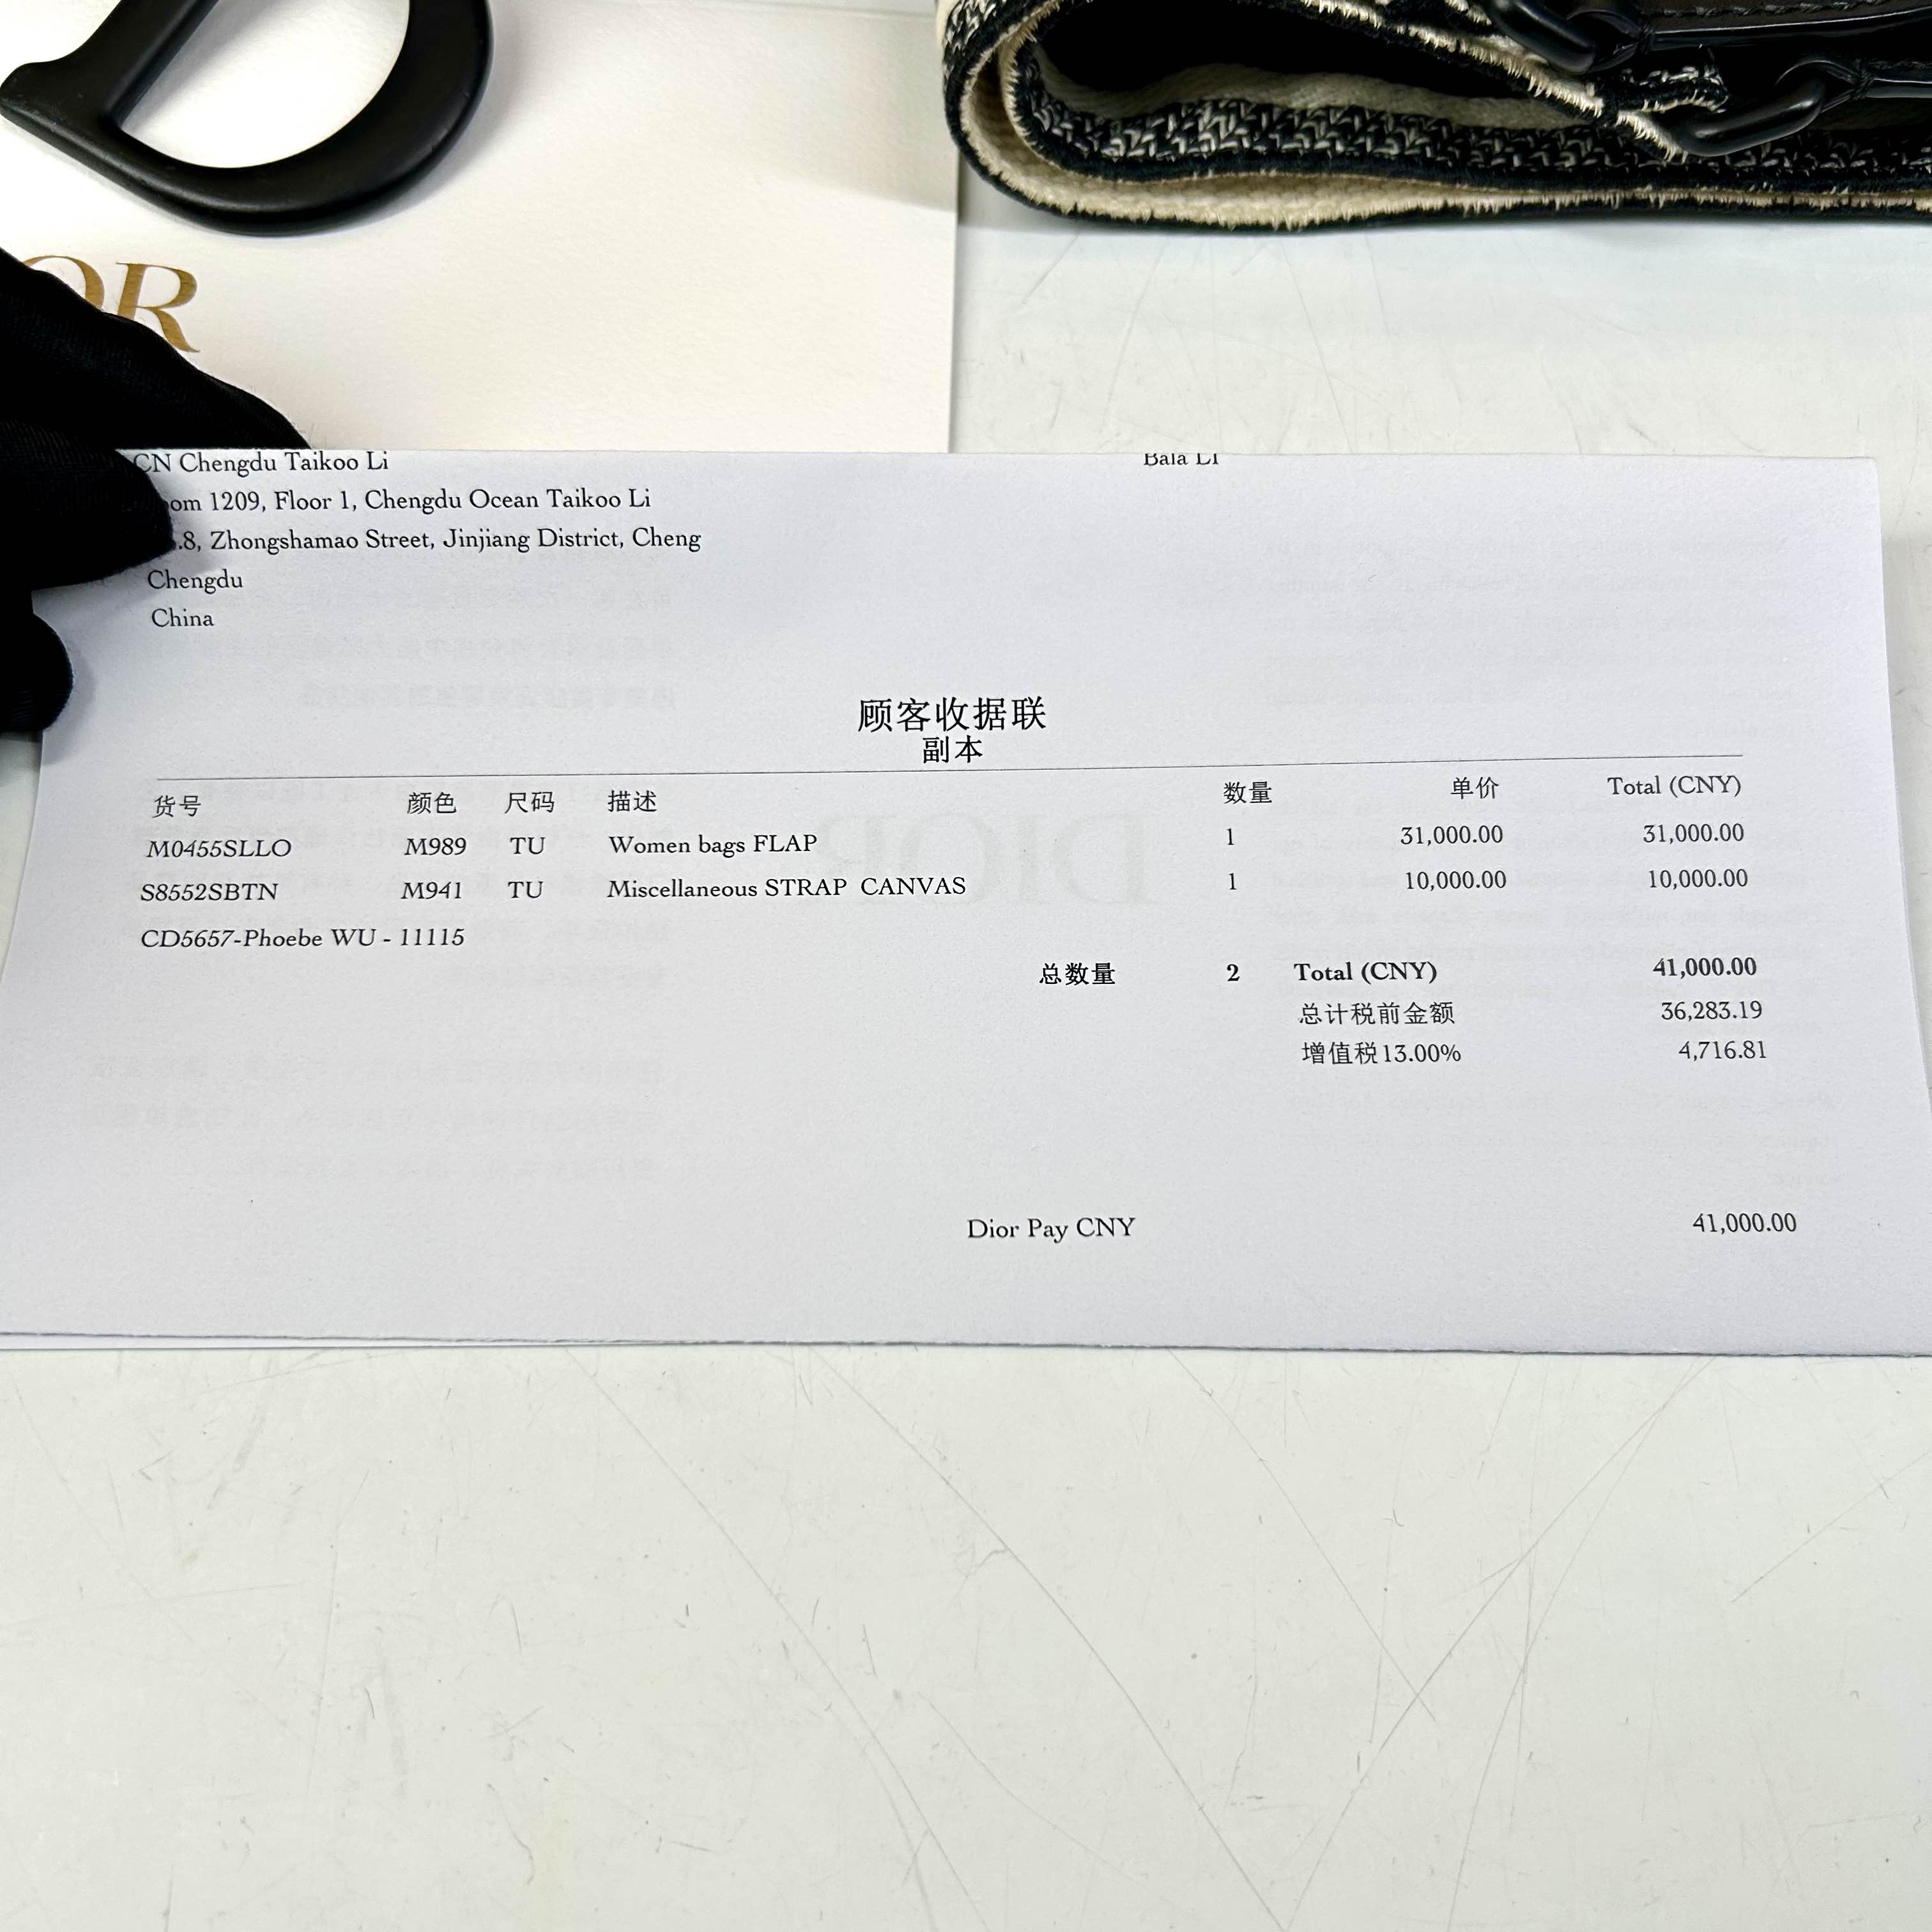 OR
CN Chengdu Taikoo Li
Bala LI
om 1209, Floor 1, Chengdu Ocean Taikoo Li
.8, Zhongshamao Street, Jinjiang District, Cheng
Chengdu
China
顾客收据联
副本
货号 颜色 尺码 描述 数量 单价 Total (CNY)
M0455SLLO M989 TU Women bags FLAP 1 31,000.00 31,000.00
S8552SBTN M941 TU Miscellaneous STRAP CANVAS 1 10,000.00 10,000.00
CD5657-Phoebe WU - 11115
总数量 2 Total (CNY) 41,000.00
总计税前金额 36,283.19
增值税13.00% 4,716.81
Dior Pay CNY 41,000.00